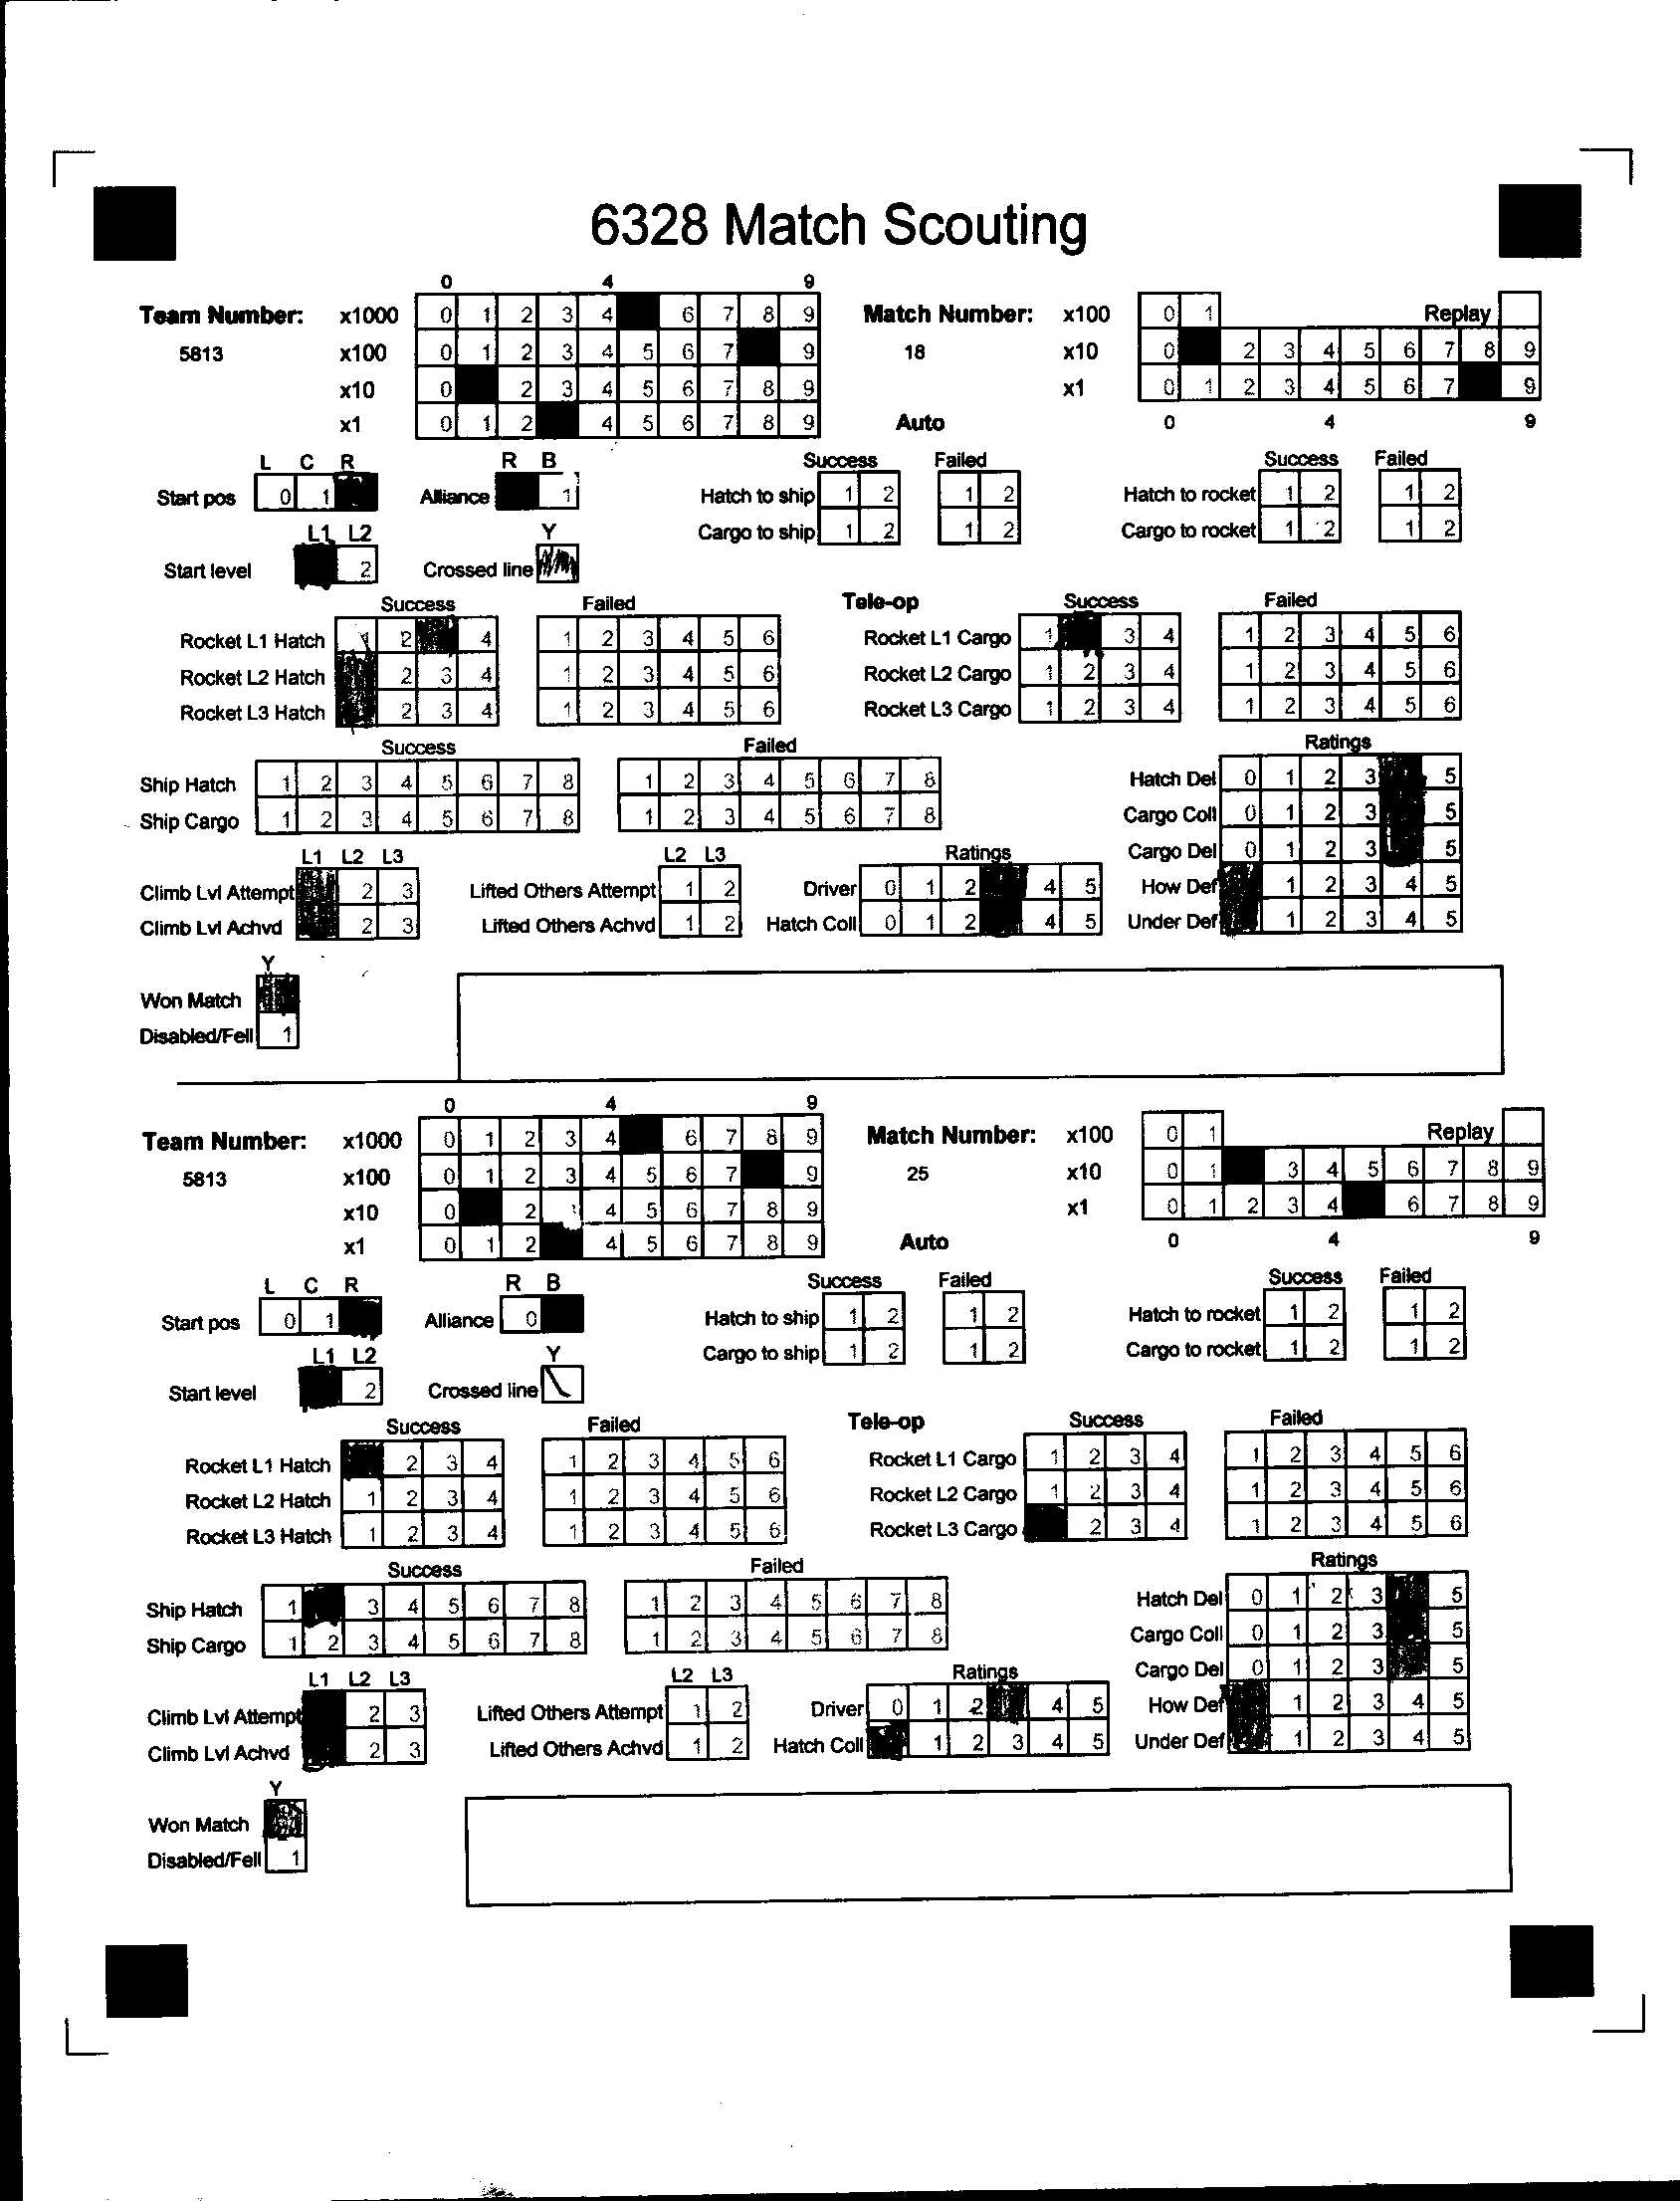 6328 Match Scouting
0 4 9
Team Number: x1000 0 1 2 3 4 6 7 8 9 Match Number: x100 0 1 Replay
5813 x100 0 1 2 3 4 5 6 7 9 18 x10 0 2 3 4 5 6 7 8 9
x10 0 2 3 4 5 6 7 8 9 x1 0 1 2 3 4 5 6 7 9
x1 0 1 2 4 5 6 7 8 9 Auto 0 4 9
L C R R B Success Failed Success Failed
Start pos 0 1 Alliance 1 Hatch to ship 1 2 1 2 Hatch to rocket 1 2 1 2
L1 L2 Y Cargo to ship 1 2 1 2 Cargo to rocket 1 2 1 2
Start level 2 Crossed line
Success Failed Tele-op Success Failed
Rocket L1 Hatch 1 2 4 1 2 3 4 5 6 Rocket L1 Cargo 1 3 4 1 2 3 4 5 6
Rocket L2 Hatch 2 3 4 1 2 3 4 5 6 Rocket L2 Cargo 1 2 3 4 1 2 3 4 5 6
Rocket L3 Hatch 2 3 4 1 2 3 4 5 6 Rocket L3 Cargo 1 2 3 4 1 2 3 4 5 6
Success Failed Ratings
Ship Hatch 1 2 3 4 5 6 7 8 1 2 3 4 5 6 7 8 Hatch Del 0 1 2 3 5
Ship Cargo 1 2 3 4 5 6 7 8 1 2 3 4 5 6 7 8 Cargo Coll 0 1 2 3 5
L1 L2 L3 L2 L3 Ratings Cargo Del 0 1 2 3 5
Climb Lvl Attempt 2 3 Lifted Others Attempt 1 2 Driver 0 1 2 4 5 How Def 1 2 3 4 5
Climb Lvl Achvd 2 3 Lifted Others Achvd 1 2 Hatch Coll 0 1 2 4 5 Under Def 1 2 3 4 5
Y
Won Match
Disabled/Fell 1
0 4 9
Team Number: x1000 0 1 2 3 4 6 7 8 9 Match Number: x100 0 1 Replay
5813 x100 0 1 2 3 4 5 6 7 9 25 x10 0 1 3 4 5 6 7 8 9
x10 0 2 4 5 6 7 8 9 x1 0 1 2 3 4 6 7 8 9
x1 0 1 2 4 5 6 7 8 9 Auto 0 4 9
L C R R B Success Failed Success Failed
Start pos 0 1 Alliance 0 Hatch to ship 1 2 1 2 Hatch to rocket 1 2 1 2
L1 L2 Y Cargo to ship 1 2 1 2 Cargo to rocket 1 2 1 2
Start level 2 Crossed line
Success Failed Tele-op Success Failed
Rocket L1 Hatch 2 3 4 1 2 3 4 5 6 Rocket L1 Cargo 1 2 3 4 1 2 3 4 5 6
Rocket L2 Hatch 1 2 3 4 1 2 3 4 5 6 Rocket L2 Cargo 1 2 3 4 1 2 3 4 5 6
Rocket L3 Hatch 1 2 3 4 1 2 3 4 5 6 Rocket L3 Cargo 2 3 4 1 2 3 4 5 6
Success Failed Ratings
Ship Hatch 1 3 4 5 6 7 8 1 2 3 4 5 6 7 8 Hatch Del 0 1 2 3 5
Ship Cargo 1 2 3 4 5 6 7 8 1 2 3 4 5 6 7 8 Cargo Coll 0 1 2 3 5
L1 L2 L3 L2 L3 Ratings Cargo Del 0 1 2 3 5
Climb Lvl Attempt 2 3 Lifted Others Attempt 1 2 Driver 0 1 2 4 5 How Def 1 2 3 4 5
Climb Lvl Achvd 2 3 Lifted Others Achvd 1 2 Hatch Coll 1 2 3 4 5 Under Def 1 2 3 4 5
Y
Won Match
Disabled/Fell 1